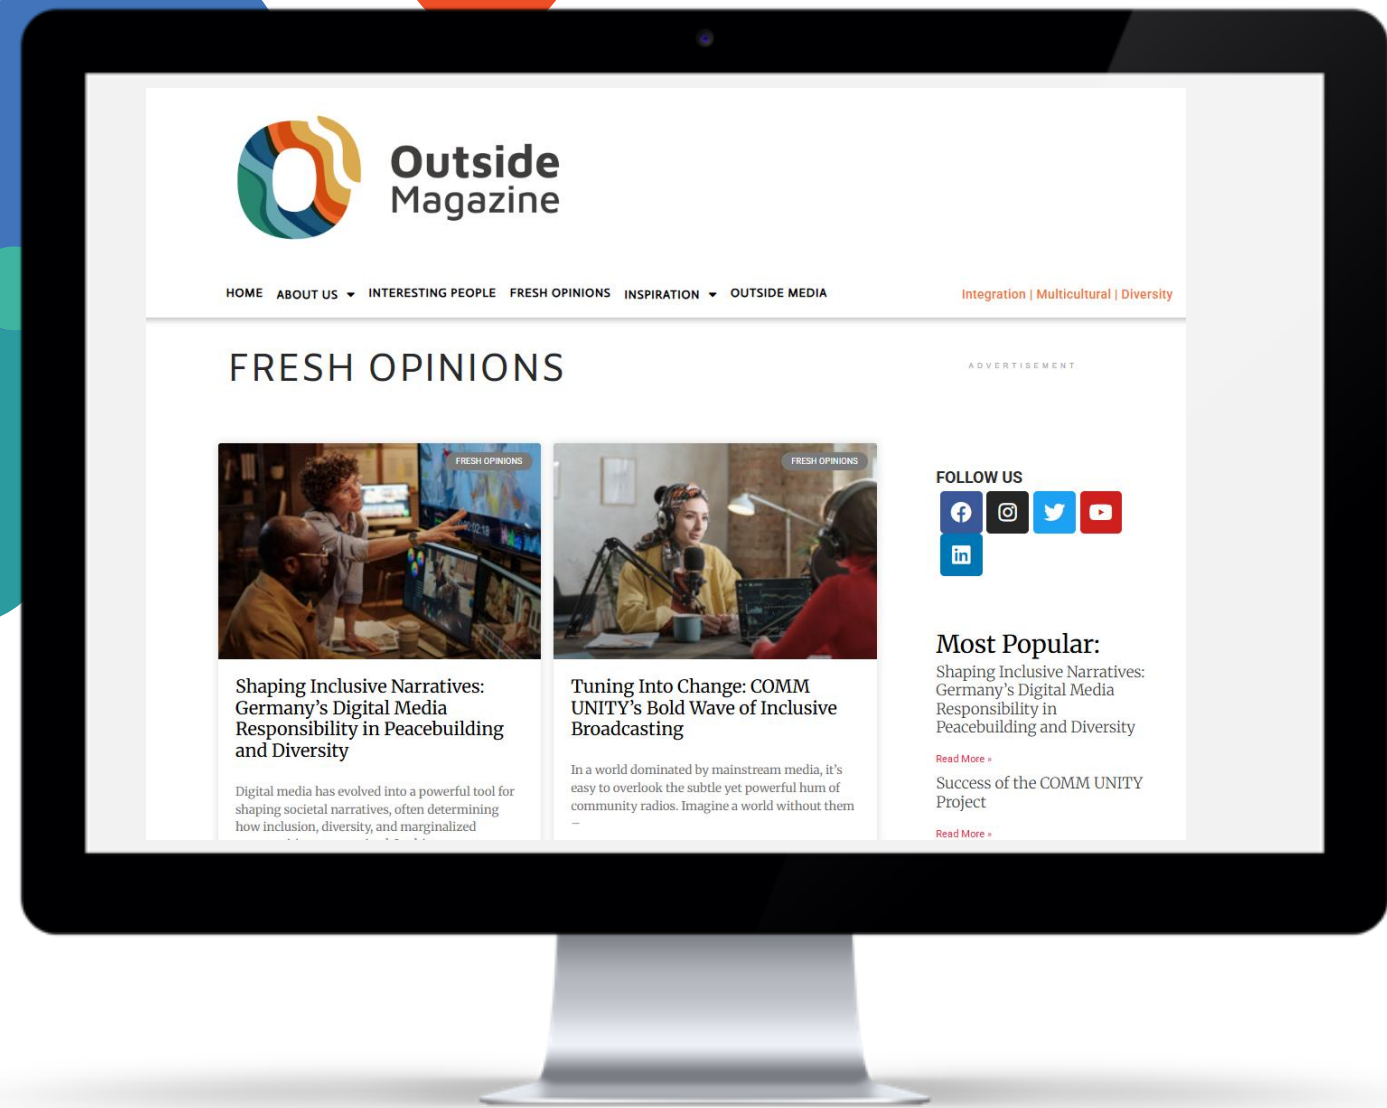 Outside
Magazine
HOME ABOUT US INTERESTING PEOPLE FRESH OPINIONS INSPIRATION OUTSIDE MEDIA
Integration | Multicultural | Diversity
FRESH OPINIONS
ADVERTISEMENT
FRESH OPINIONS
Shaping Inclusive Narratives:
Germany’s Digital Media
Responsibility in Peacebuilding
and Diversity
Digital media has evolved into a powerful tool for
shaping societal narratives, often determining
how inclusion, diversity, and marginalized
FRESH OPINIONS
Tuning Into Change: COMM
UNITY’s Bold Wave of Inclusive
Broadcasting
In a world dominated by mainstream media, it’s
easy to overlook the subtle yet powerful hum of
community radios. Imagine a world without them
–
FOLLOW US
Most Popular:
Shaping Inclusive Narratives:
Germany’s Digital Media
Responsibility in
Peacebuilding and Diversity
Read More »
Success of the COMM UNITY
Project
Read More »